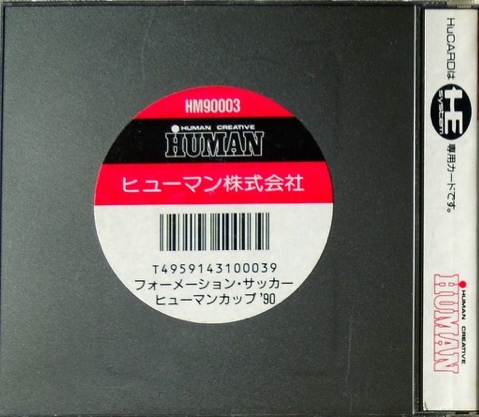 HM90003
HUMAN CREATIVE
HUMAN
ヒューマン株式会社
T4959143100039
フォーメーション・サッカー
ヒューマンカップ'90
HuCARDは
HE
SYSTEM
専用カードです。
HUMAN CREATIVE
HUMAN